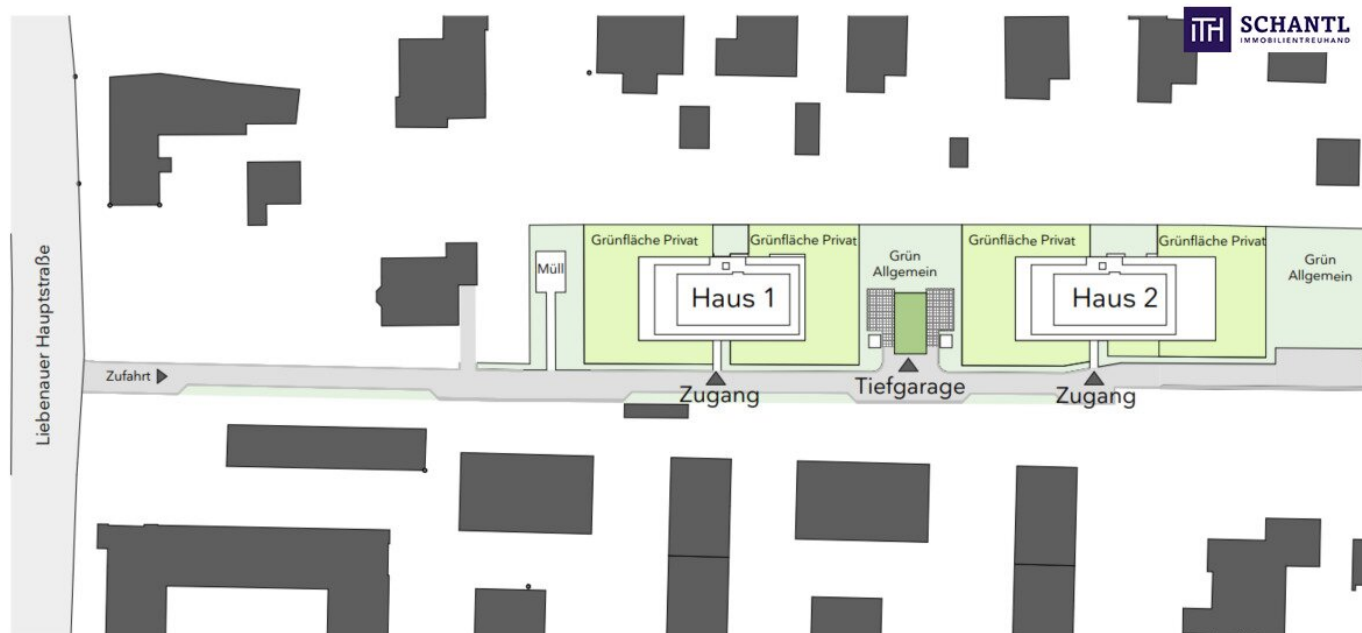 ITH SCHANTL
IMMOBILIENTREUHAND
Liebenauer Hauptstraße
Zufahrt
Müll
Grünfläche Privat
Grünfläche Privat
Haus 1
Zugang
Grün
Allgemein
Tiefgarage
Grünfläche Privat
Grünfläche Privat
Haus 2
Zugang
Grün
Allgemein